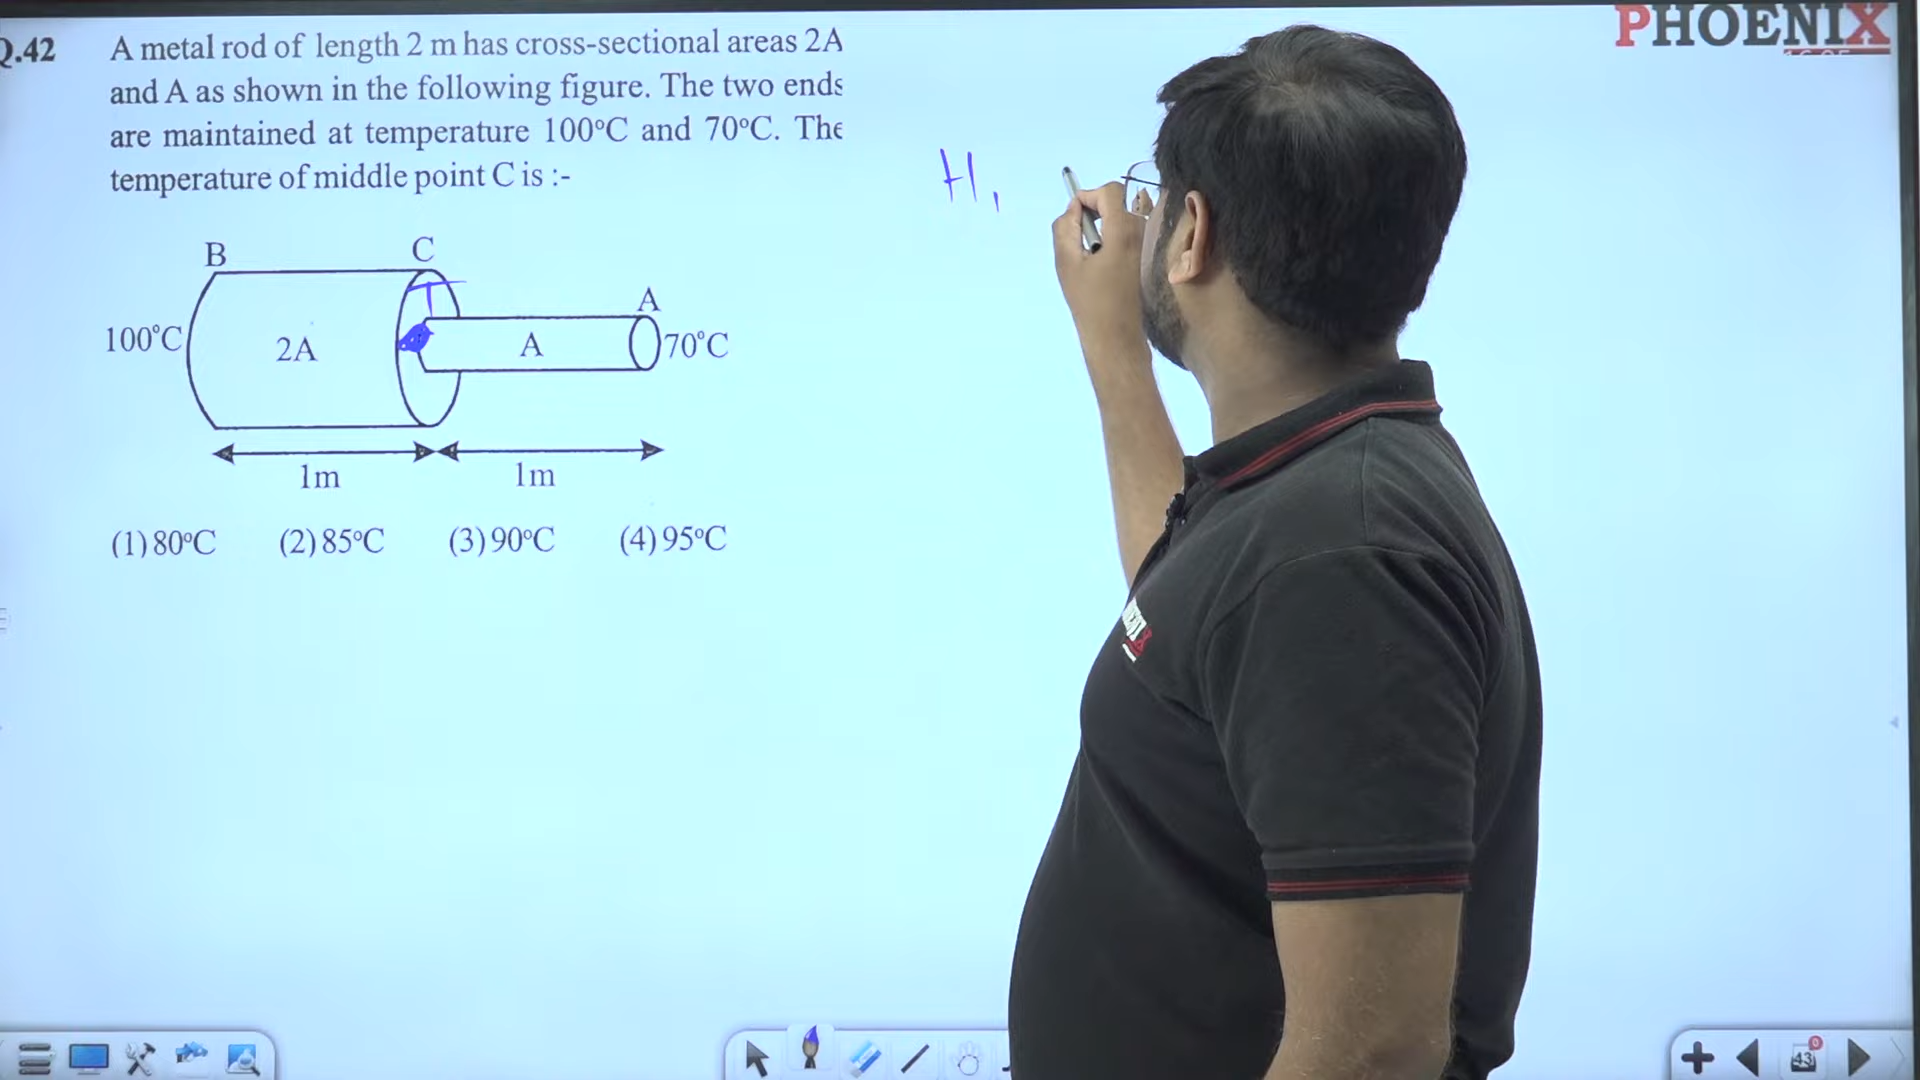 PHOENIX
Q.42 A metal rod of length 2 m has cross-sectional areas 2A
and A as shown in the following figure. The two ends
are maintained at temperature 100°C and 70°C. The
temperature of middle point C is :-
H₁
B C
T
A
100°C 2A A 70°C
1m 1m
(1) 80°C (2) 85°C (3) 90°C (4) 95°C
43
0